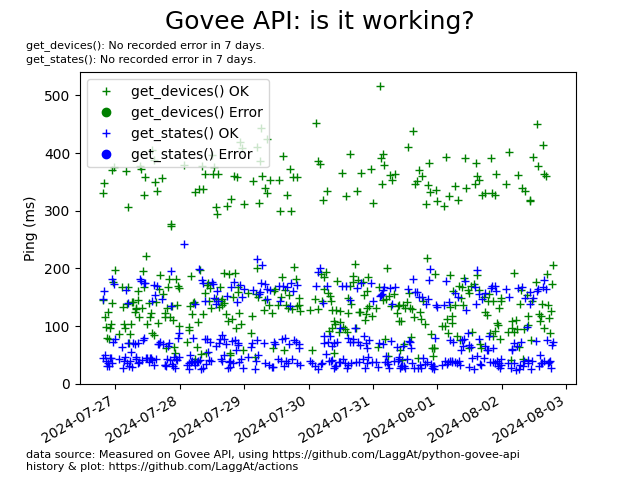 Govee API: is it working?
get_devices(): No recorded error in 7 days.
get_states(): No recorded error in 7 days.
get_devices() OK
get_devices() Error
get_states() OK
get_states() Error
Ping (ms)
500
400
300
200
100
0
2024-07-27
2024-07-28
2024-07-29
2024-07-30
2024-07-31
2024-08-01
2024-08-02
2024-08-03
data source: Measured on Govee API, using https://github.com/LaggAt/python-govee-api
history & plot: https://github.com/LaggAt/actions